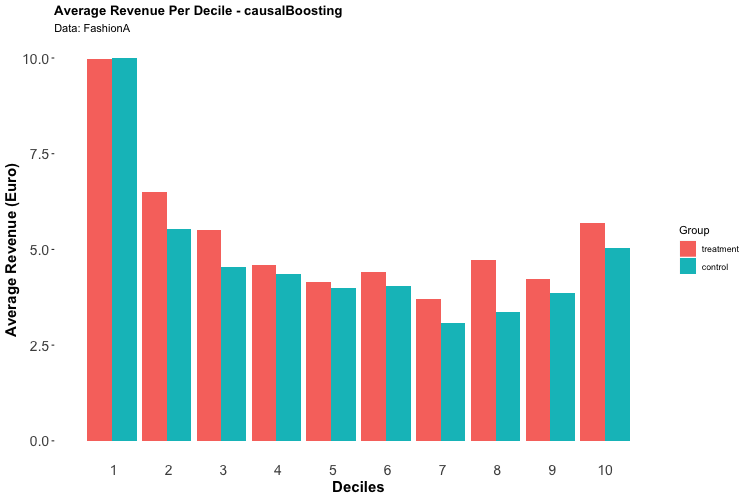 Average Revenue Per Decile - causalBoosting
Data: FashionA
Average Revenue (Euro)
10.0
7.5
5.0
2.5
0.0
1 2 3 4 5 6 7 8 9 10
Deciles
Group
treatment
control